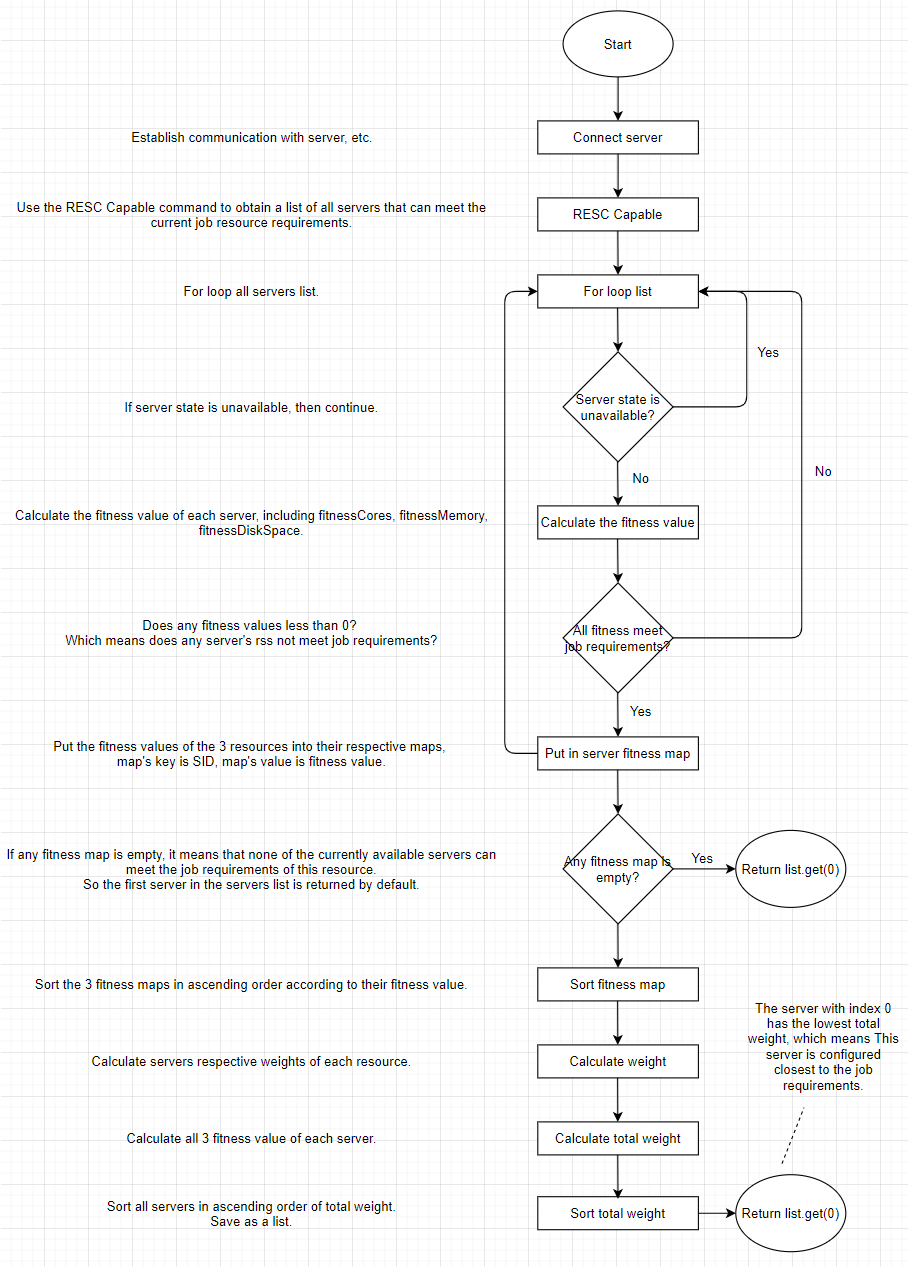 Start
Establish communication with server, etc.
Connect server
Use the RESC Capable command to obtain a list of all servers that can meet the
current job resource requirements.
RESC Capable
For loop all servers list.
For loop list
Yes
If server state is unavailable, then continue.
Server state is
unavailable?
No
No
Calculate the fitness value of each server, including fitnessCores, fitnessMemory,
fitnessDiskSpace.
Calculate the fitness value
Does any fitness values less than 0?
Which means does any server's rss not meet job requirements?
All fitness meet
job requirements?
Yes
Put the fitness values of the 3 resources into their respective maps,
map's key is SID, map's value is fitness value.
Put in server fitness map
If any fitness map is empty, it means that none of the currently available servers can
meet the job requirements of this resource.
So the first server in the servers list is returned by default.
Any fitness map is
empty?
Yes
Return list.get(0)
Sort the 3 fitness maps in ascending order according to their fitness value.
Sort fitness map
The server with index 0
has the lowest total
weight, which means This
server is configured
closest to the job
requirements.
Calculate servers respective weights of each resource.
Calculate weight
Calculate all 3 fitness value of each server.
Calculate total weight
Sort all servers in ascending order of total weight.
Save as a list.
Sort total weight
Return list.get(0)